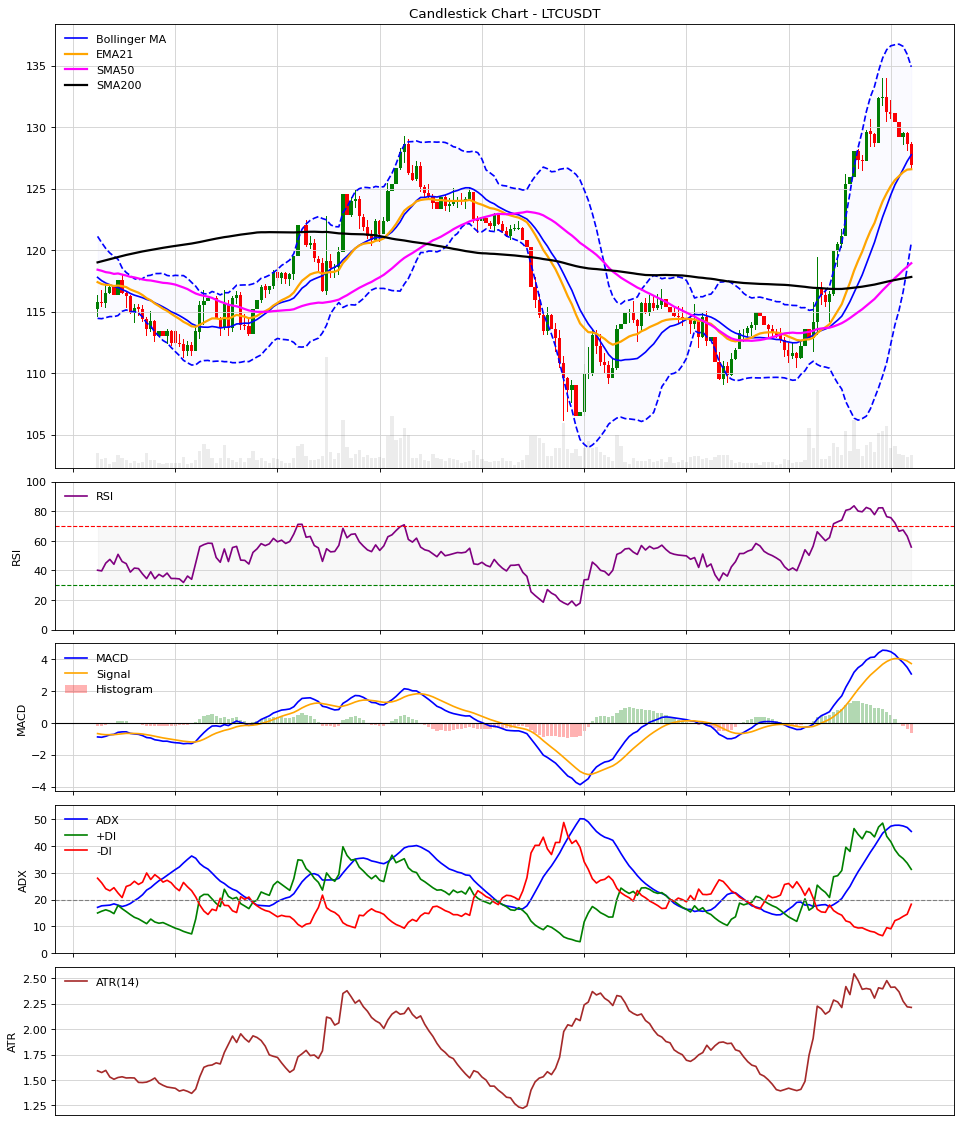 Candlestick Chart - LTCUSDT
Bollinger MA
EMA21
SMA50
SMA200
135
130
125
120
115
110
105
RSI
RSI
100
80
60
40
20
0
MACD
Signal
Histogram
MACD
4
2
0
−2
−4
ADX
+DI
-DI
ADX
50
40
30
20
10
0
ATR(14)
ATR
2.50
2.25
2.00
1.75
1.50
1.25